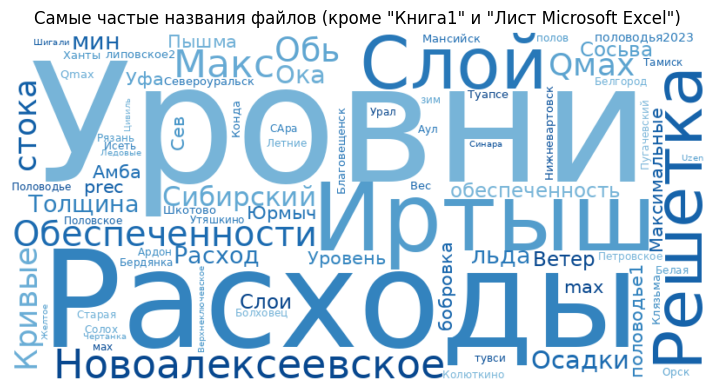 Самые частые названия файлов (кроме "Книга1" и "Лист Microsoft Excel")
Шигали
мин
Пышма
Обь
Мансийск
полов
половодья2023
Ханты
липовское2
Макс
Слой
Сосьва
Qmax
Уфа
Североуральск
Ока
Qmax
Тамиск
Белгород
Уровни
стока
Цивиль
Сев
Конда
Благовещенск
Урал
зим
Туапсе
Нижневартовск
Пугачевский
Решетка
Рязань
Исеть
Ледовые
САра
Летние
Аул
Синара
Uzen
Амба
Половодье
prec
Сибирский
Вес
обеспеченность
Максимальные
Толщина
Шкотово
Юрмыч
Иртыш
Половское
Утяшкино
Обеспеченности
Кривые
Ардон
Расход
Уровень
бобровка
льда
Ветер
Петровское
Бердянка
Белая
Расходы
Верхнеключевское
Слои
max
половодье1
Клязьма
Желтое
Старая
Болховец
Солох
Чертанка
мах
Новоалексеевское
тувси
Осадки
Колюткино
Орск